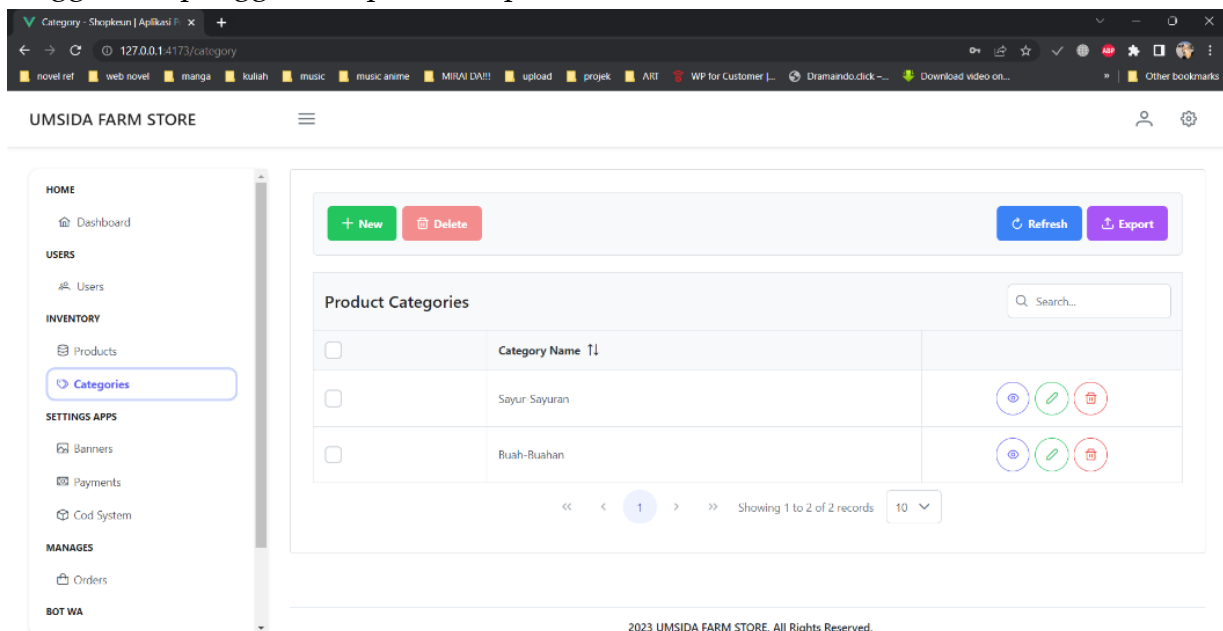 Category - Shopkeun | Aplikasi P
127.0.0.1:4173/category
novel ref web novel manga kuliah music music anime MIRAI DA!!! upload projek ART WP for Customer |... Dramaindo.click –... Download video on... » Other bookmarks
UMSIDA FARM STORE
HOME
Dashboard
USERS
Users
INVENTORY
Products
Categories
SETTINGS APPS
Banners
Payments
Cod System
MANAGES
Orders
BOT WA
New Delete Refresh Export
Product Categories Search...
Category Name
Sayur-Sayuran
Buah-Buahan
<< < 1 > >> Showing 1 to 2 of 2 records 10
2023 UMSIDA FARM STORE. All Rights Reserved.